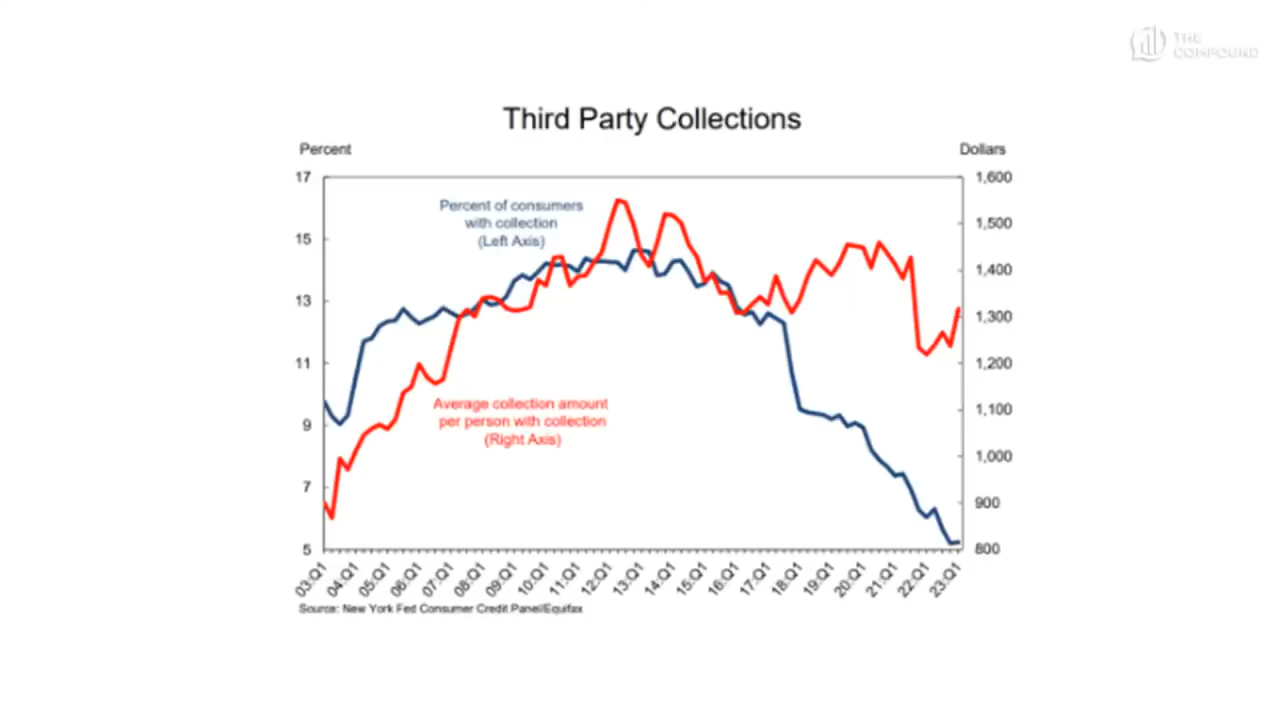 THE
COMPOUND
Third Party Collections
Percent
Dollars
17
1,600
Percent of consumers
with collection
(Left Axis)
1,500
15
1,400
13
1,300
11
1,200
Average collection amount
per person with collection
(Right Axis)
1,100
9
1,000
7
900
5
800
03:Q1
04:Q1
05:Q1
06:Q1
07:Q1
08:Q1
09:Q1
10:Q1
11:Q1
12:Q1
13:Q1
14:Q1
15:Q1
16:Q1
17:Q1
18:Q1
19:Q1
20:Q1
21:Q1
22:Q1
23:Q1
Source: New York Fed Consumer Credit Panel/Equifax